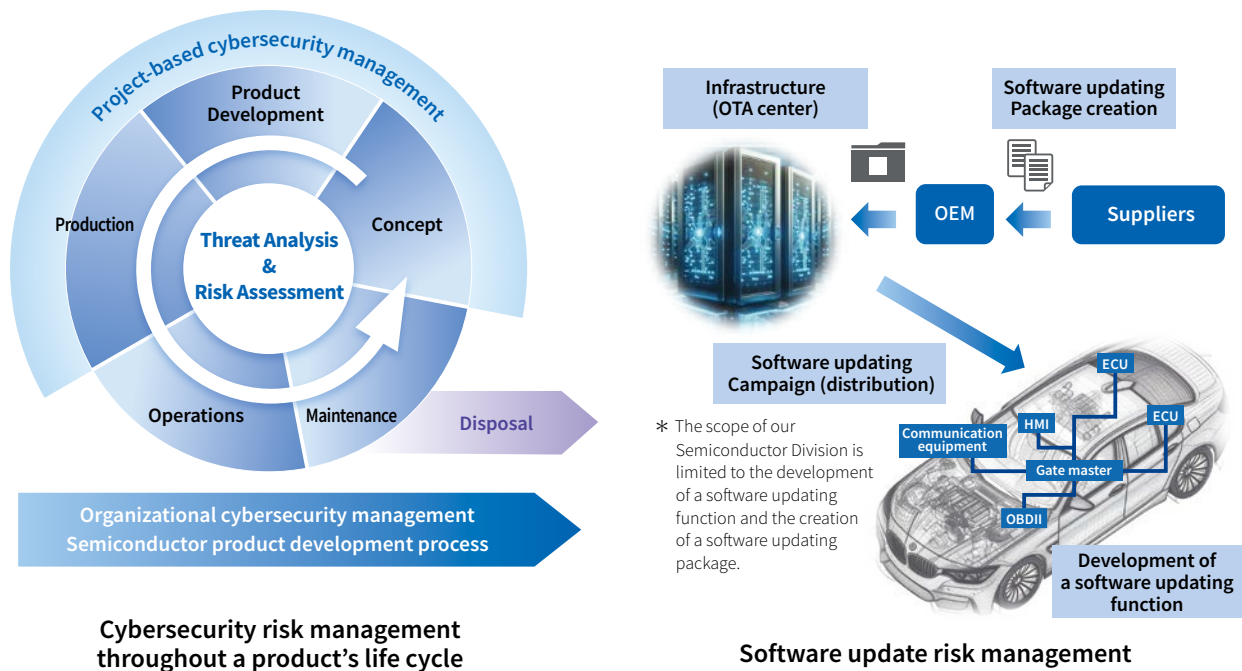 Project-based cybersecurity management
Product
Development
Production
Concept
Threat Analysis
&
Risk Assessment
Operations
Maintenance
Disposal
Organizational cybersecurity management
Semiconductor product development process
Cybersecurity risk management
throughout a product's life cycle
Infrastructure
(OTA center)
Software updating
Package creation
OEM
Suppliers
Software updating
Campaign (distribution)
* The scope of our
Semiconductor Division is
limited to the development
of a software updating
function and the creation
of a software updating
package.
ECU
ECU
HMI
Communication
equipment
Gate master
OBDII
Development of
a software updating
function
Software update risk management